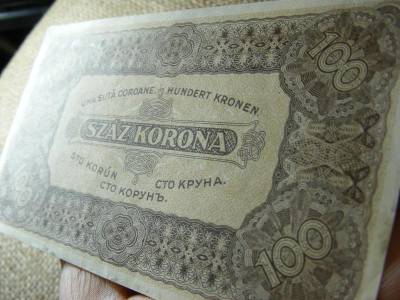 100
UNA SUTĂ COROANE. HUNDERT KRONEN.
SZÁZ KORONA
STO KORÚN СТО КРУНА.
СТО КОРУНЪ.
100